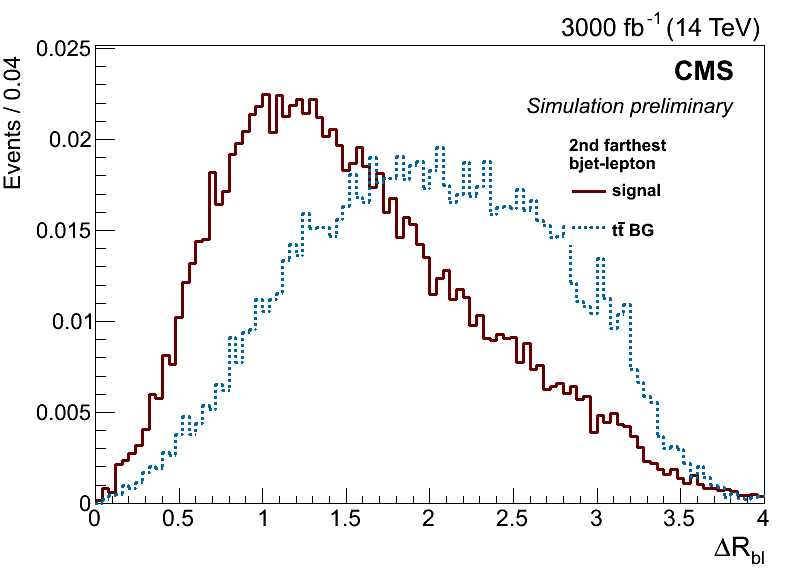 3000 fb⁻¹ (14 TeV)
Events / 0.04
0.025
0.02
0.015
0.01
0.005
0
CMS
Simulation preliminary
2nd farthest
bjet-lepton
signal
tt̄ BG
0 0.5 1 1.5 2 2.5 3 3.5 4
ΔR_bl